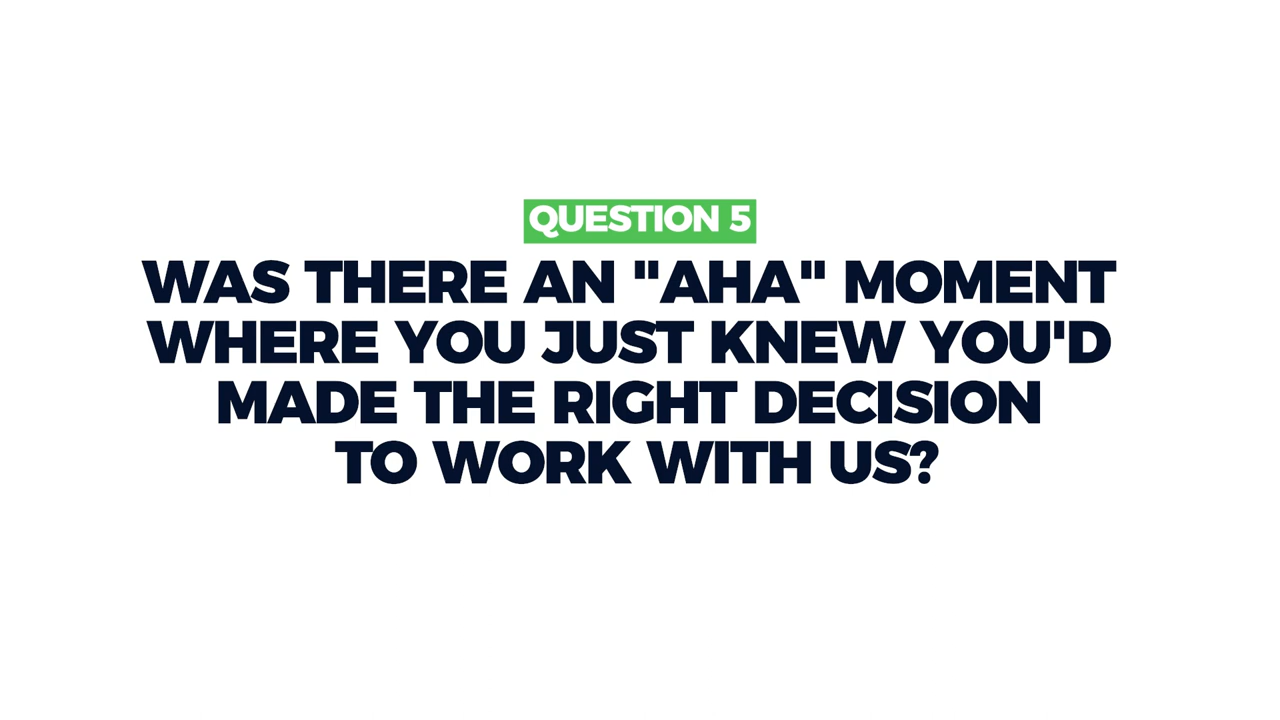 QUESTION 5
WAS THERE AN "AHA" MOMENT
WHERE YOU JUST KNEW YOU'D
MADE THE RIGHT DECISION
TO WORK WITH US?